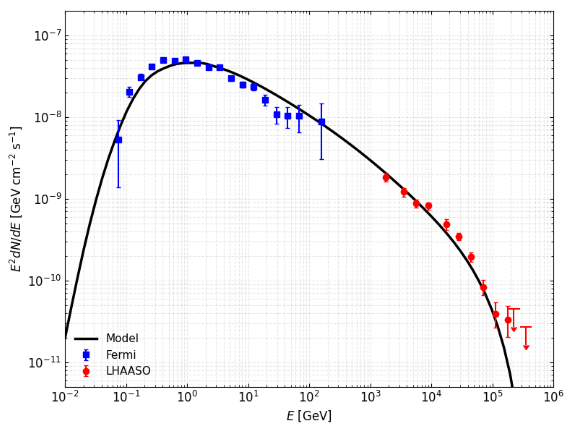 10⁻⁷
10⁻⁸
10⁻⁹
10⁻¹⁰
10⁻¹¹
E²dN/dE [GeV cm⁻² s⁻¹]
Model
Fermi
LHAASO
10⁻² 10⁻¹ 10⁰ 10¹ 10² 10³ 10⁴ 10⁵ 10⁶
E [GeV]